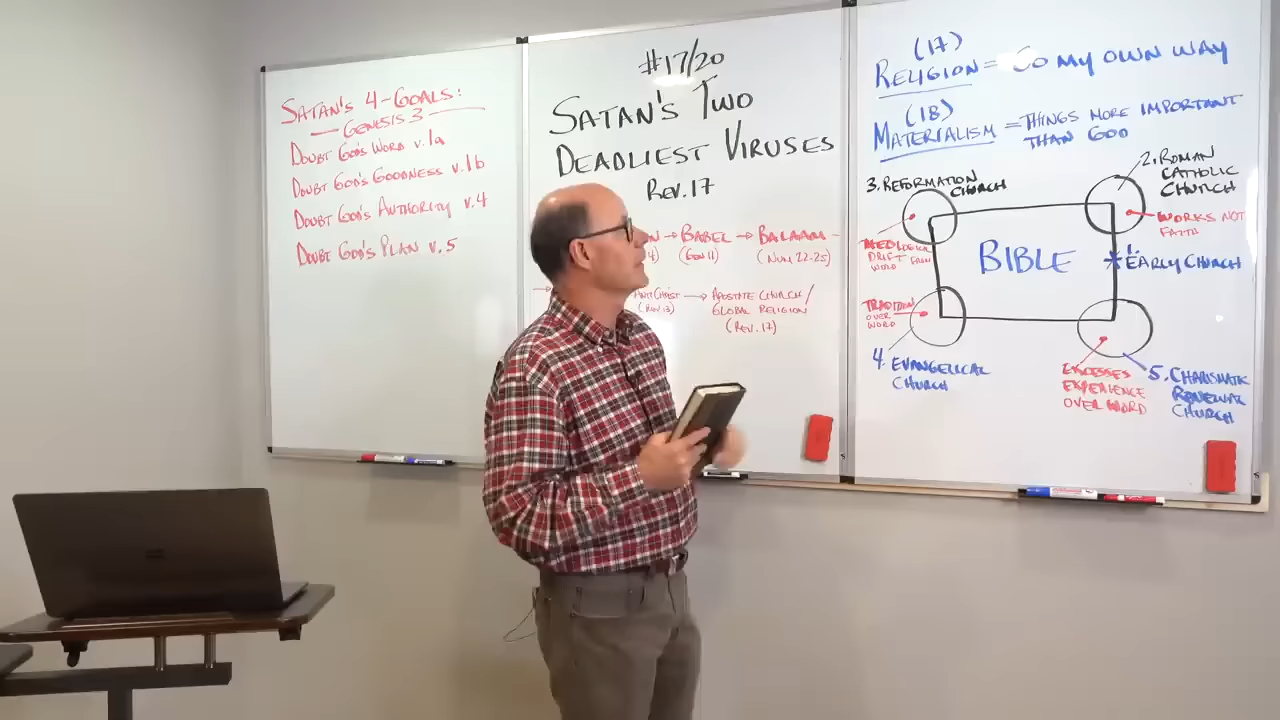 SATAN'S 4-GOALS:
GENESIS 3
DOUBT GOD'S WORD V.1a
DOUBT GOD'S GOODNESS V.1b
DOUBT GOD'S AUTHORITY V.4
DOUBT GOD'S PLAN V.5
#17/20
SATAN'S TWO
DEADLIEST VIRUSES
REV. 17
→ BABEL → BALAAM
(GEN 11) (NUM 22-25)
ANTICHRIST → APOSTATE CHURCH/
(REV.13) GLOBAL RELIGION
(REV. 17)
(17)
RELIGION = GO MY OWN WAY
(18)
MATERIALISM = THINGS MORE IMPORTANT
THAN GOD
3. REFORMATION
CHURCH
2. ROMAN
CATHOLIC
CHURCH
WORKS NOT
FAITH
DRIFT FROM
WORD
BIBLE
1.
EARLY CHURCH
TRADITION
OVER
WORD
4. EVANGELICAL
CHURCH
EXCESSES
EXPERIENCE
OVER WORD
5. CHARISMATIC
RENEWAL
CHURCH